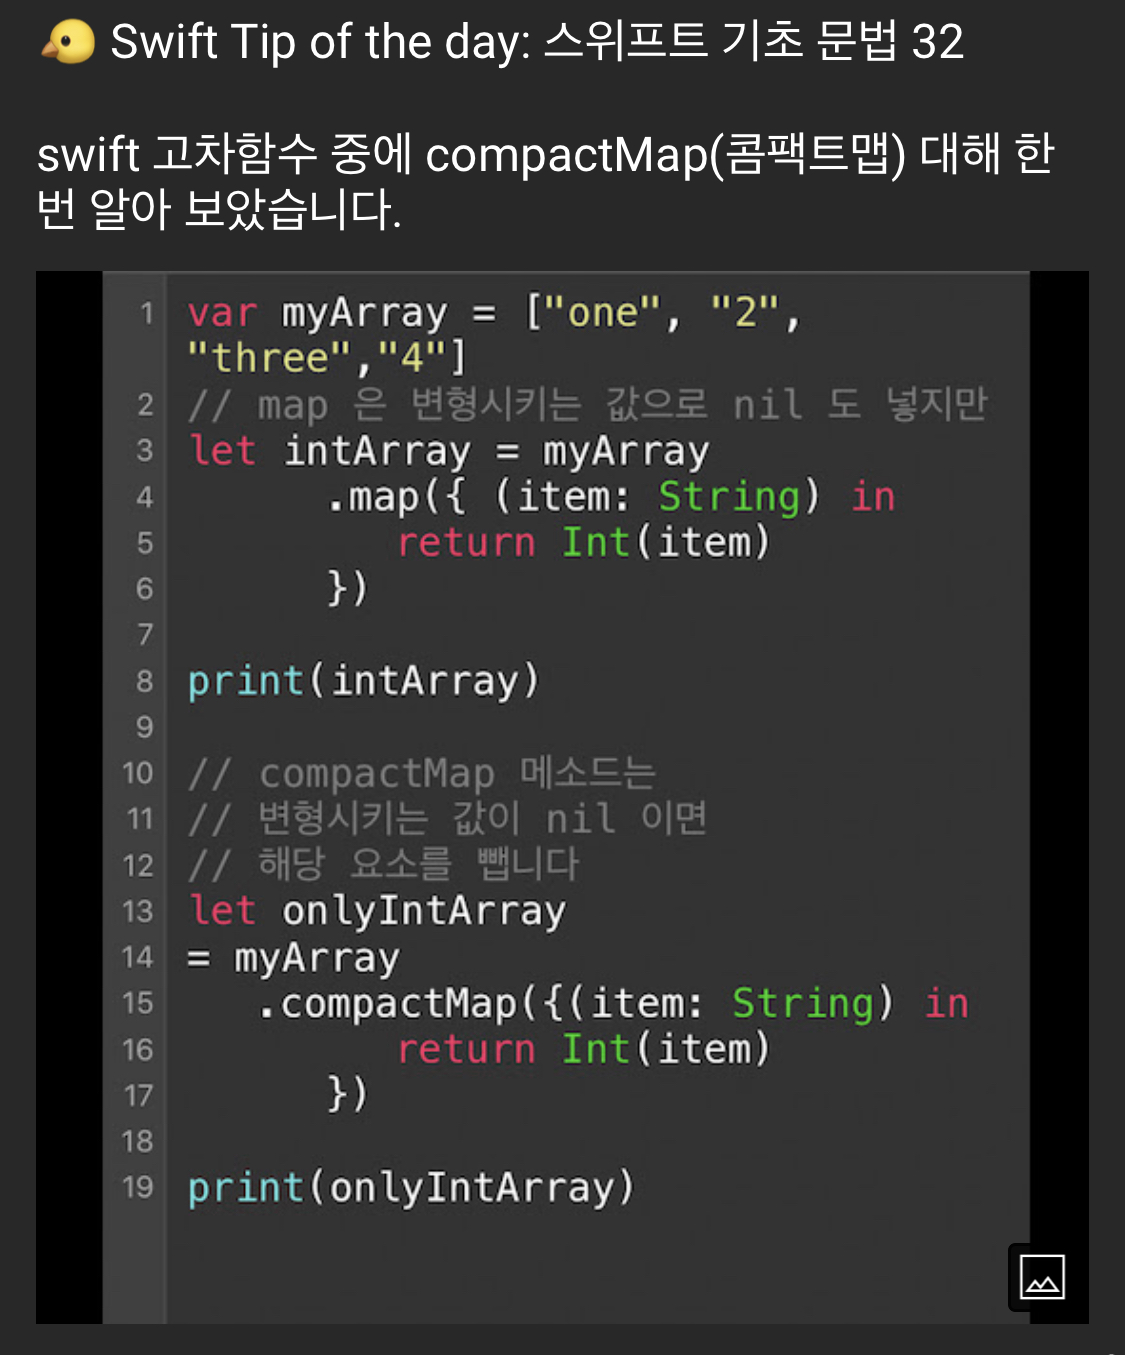 🐤 Swift Tip of the day: 스위프트 기초 문법 32
swift 고차함수 중에 compactMap(콤팩트맵) 대해 한
번 알아 보았습니다.
1 var myArray = ["one", "2",
"three","4"]
2 // map 은 변형시키는 값으로 nil 도 넣지만
3 let intArray = myArray
4 .map({ (item: String) in
5 return Int(item)
6 })
7
8 print(intArray)
9
10 // compactMap 메소드는
11 // 변형시키는 값이 nil 이면
12 // 해당 요소를 뺍니다
13 let onlyIntArray
14 = myArray
15 .compactMap({(item: String) in
16 return Int(item)
17 })
18
19 print(onlyIntArray)